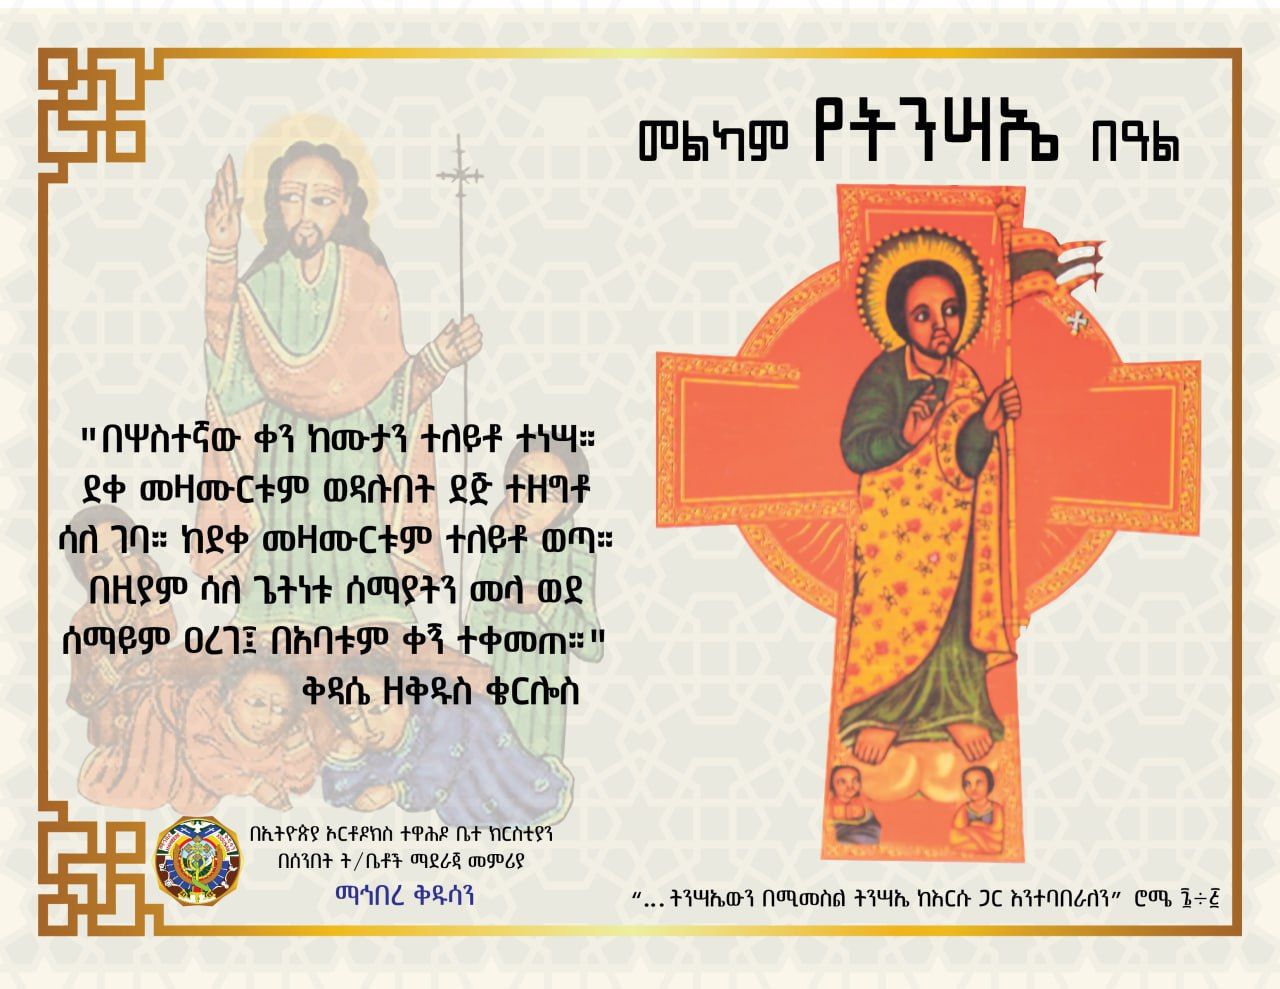 መልካም የትንሣኤ በዓል
"በሦስተኛው ቀን ከሙታን ተለይቶ ተነሣ።
ደቀ መዛሙርቱም ወዳሉበት ደጅ ተዘግቶ
ሳለ ገባ። ከደቀ መዛሙርቱም ተለይቶ ወጣ።
በዚያም ሳለ ጌትነቱ ሰማያትን መላ ወደ
ሰማይም ዐረገ፤ በአባቱም ቀኝ ተቀመጠ።"
ቅዳሴ ዘቅዱስ ቄርሎስ
በኢትዮጵያ ኦርቶዶክስ ተዋሕዶ ቤተ ክርስቲያን
በሰንበት ት/ቤቶች ማደራጃ መምሪያ
ማኅበረ ቅዱሳን
“... ትንሣኤውን በሚመስል ትንሣኤ ከእርሱ ጋር እንተባበራለን” ሮሜ ፮÷፭